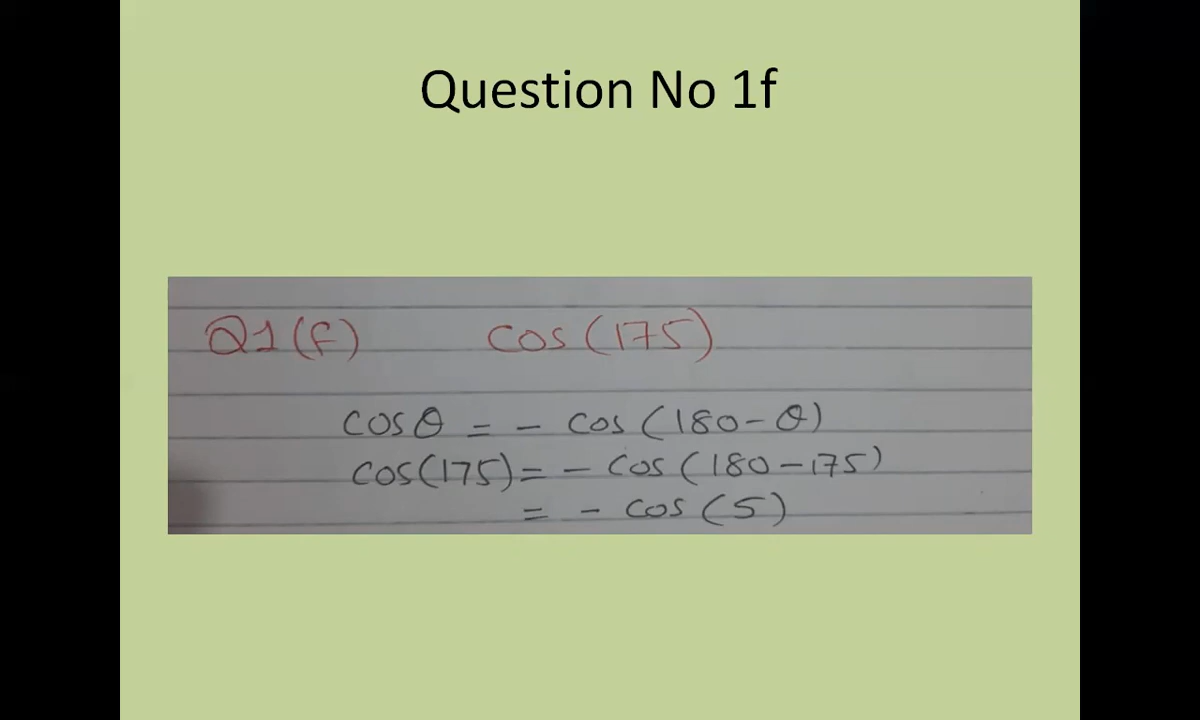 Question No 1f
Q1(f) cos(175)
cosθ = - cos(180-θ)
cos(175) = - cos(180-175)
= - cos(5)